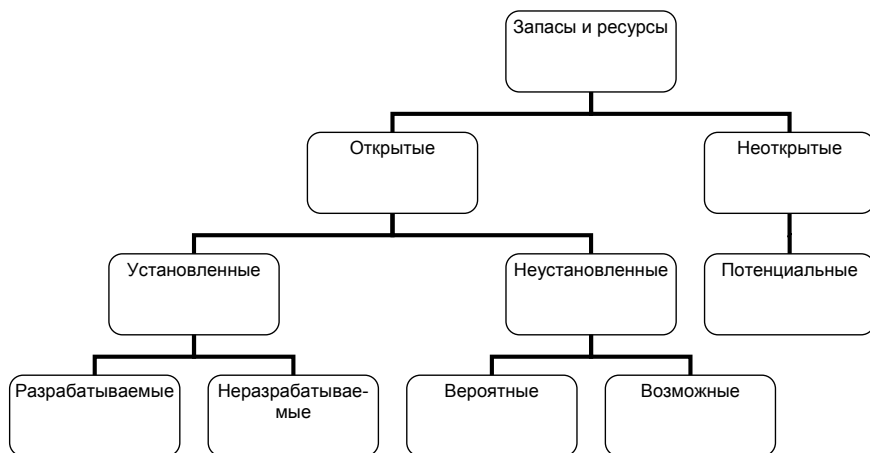 Запасы и ресурсы
Открытые
Неоткрытые
Установленные
Неустановленные
Потенциальные
Разрабатываемые
Неразрабатывае-
мые
Вероятные
Возможные